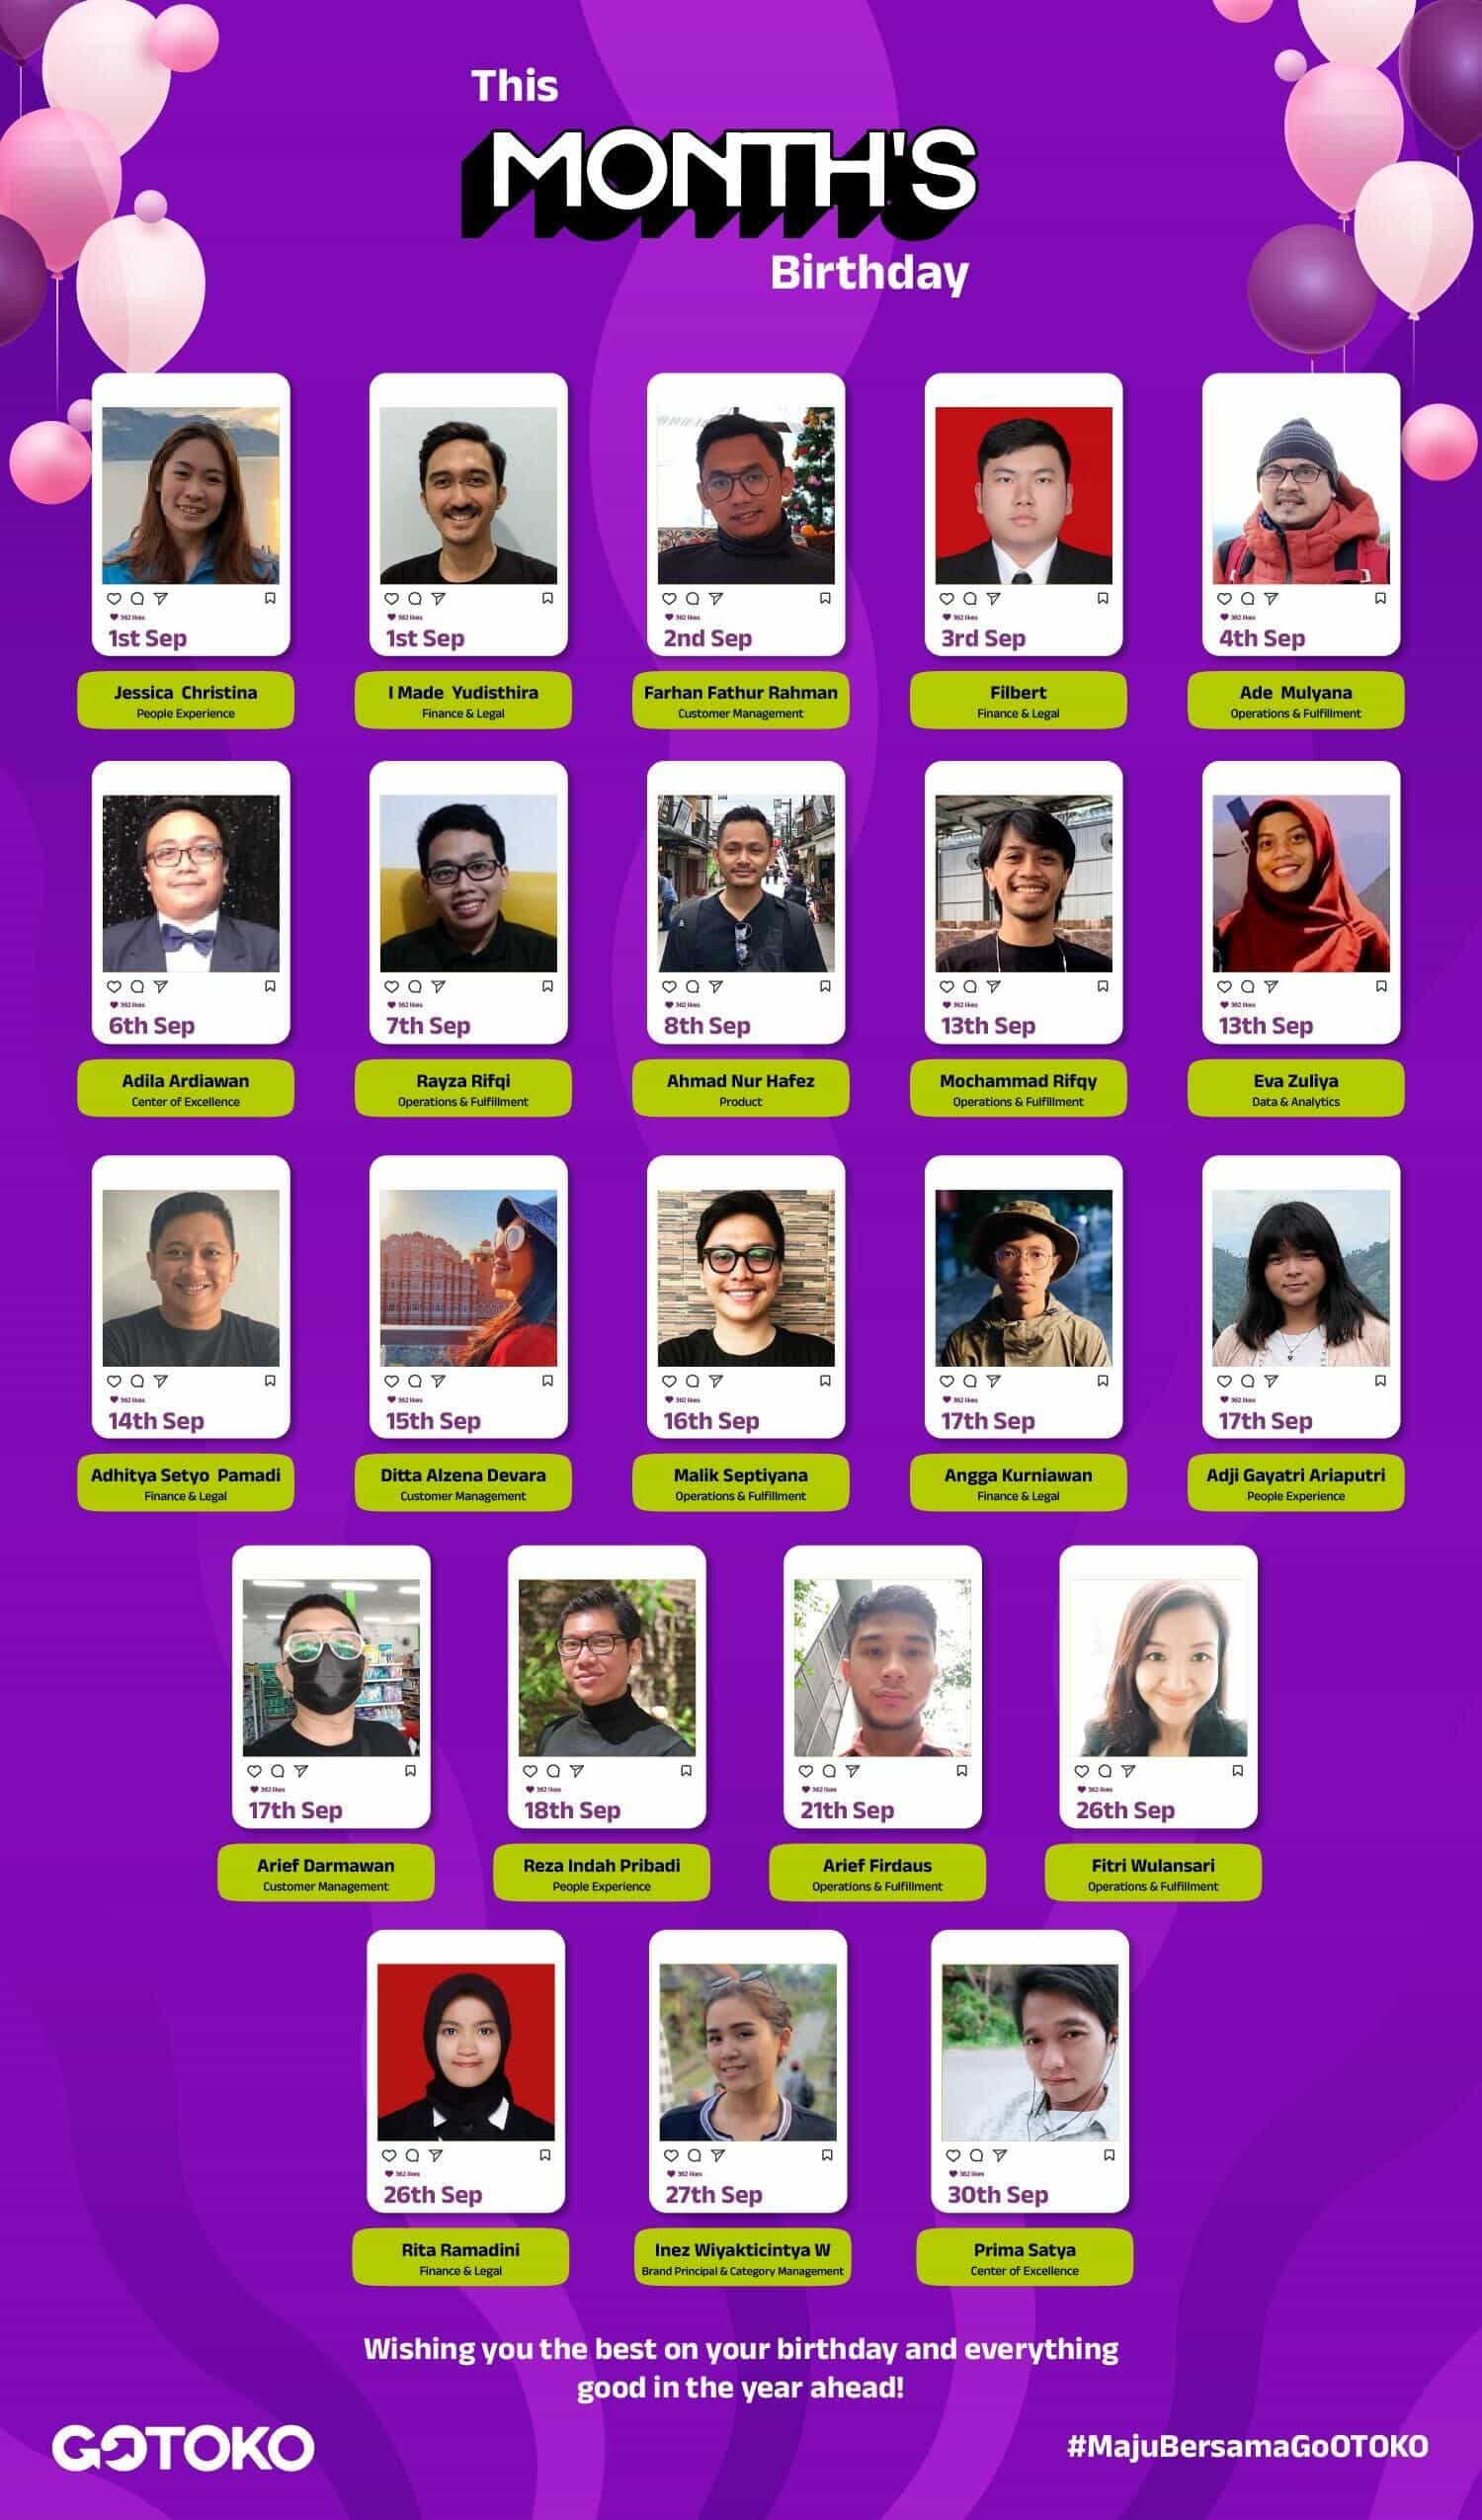 This
MONTH'S
Birthday
362 likes
1st Sep
Jessica Christina
People Experience
362 likes
1st Sep
I Made Yudisthira
Finance & Legal
362 likes
2nd Sep
Farhan Fathur Rahman
Customer Management
362 likes
3rd Sep
Filbert
Finance & Legal
362 likes
4th Sep
Ade Mulyana
Operations & Fulfillment
362 likes
6th Sep
Adila Ardiawan
Center of Excellence
362 likes
7th Sep
Rayza Rifqi
Operations & Fulfillment
362 likes
8th Sep
Ahmad Nur Hafez
Product
362 likes
13th Sep
Mochammad Rifqy
Operations & Fulfillment
362 likes
13th Sep
Eva Zuliya
Data & Analytics
362 likes
14th Sep
Adhitya Setyo Pamadi
Finance & Legal
362 likes
15th Sep
Ditta Alzena Devara
Customer Management
362 likes
16th Sep
Malik Septiyana
Operations & Fulfillment
362 likes
17th Sep
Angga Kurniawan
Finance & Legal
362 likes
17th Sep
Adji Gayatri Ariaputri
People Experience
362 likes
17th Sep
Arief Darmawan
Customer Management
362 likes
18th Sep
Reza Indah Pribadi
People Experience
362 likes
21th Sep
Arief Firdaus
Operations & Fulfillment
362 likes
26th Sep
Fitri Wulansari
Operations & Fulfillment
362 likes
26th Sep
Rita Ramadini
Finance & Legal
362 likes
27th Sep
Inez Wiyakticintya W
Brand Principal & Category Management
362 likes
30th Sep
Prima Satya
Center of Excellence
Wishing you the best on your birthday and everything
good in the year ahead!
GOTOKO
#MajuBersamaGoOTOKO